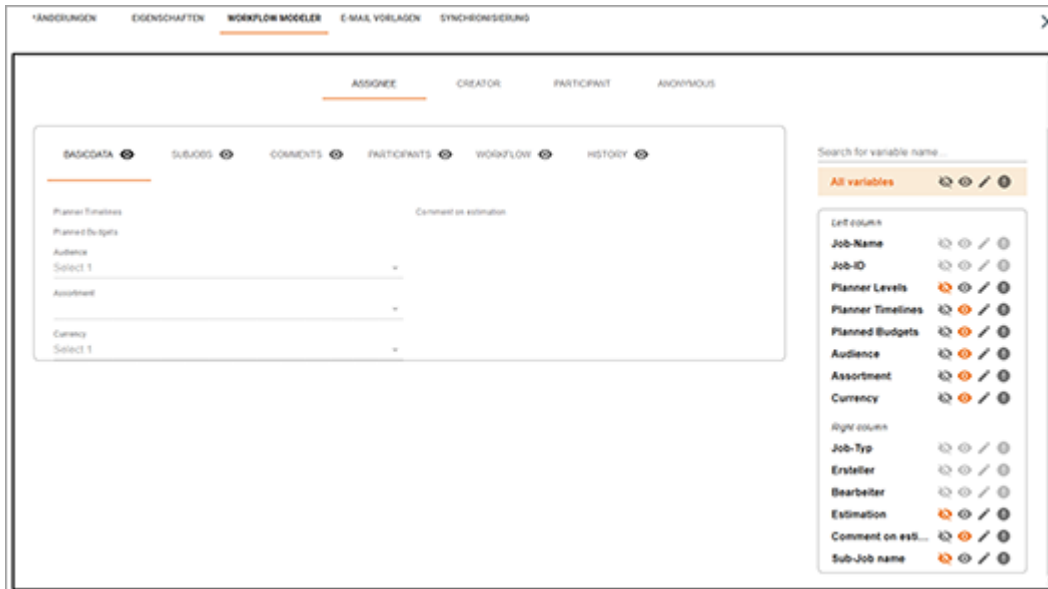 *ÄNDERUNGEN EIGENSCHAFTEN WORKFLOW MODELER E-MAIL VORLAGEN SYNCHRONISIERUNG
ASSIGNEE CREATOR PARTICIPANT ANONYMOUS
BASICDATA SUBJOBS COMMENTS PARTICIPANTS WORKFLOW HISTORY
Planner Timelines
Comment on estimation
Planned Budgets
Audience
Select 1
Assortment
Currency
Select 1
Search for variable name...
All variables
Left column
Job-Name
Job-ID
Planner Levels
Planner Timelines
Planned Budgets
Audience
Assortment
Currency
Right column
Job-Typ
Ersteller
Bearbeiter
Estimation
Comment on esti...
Sub-Job name